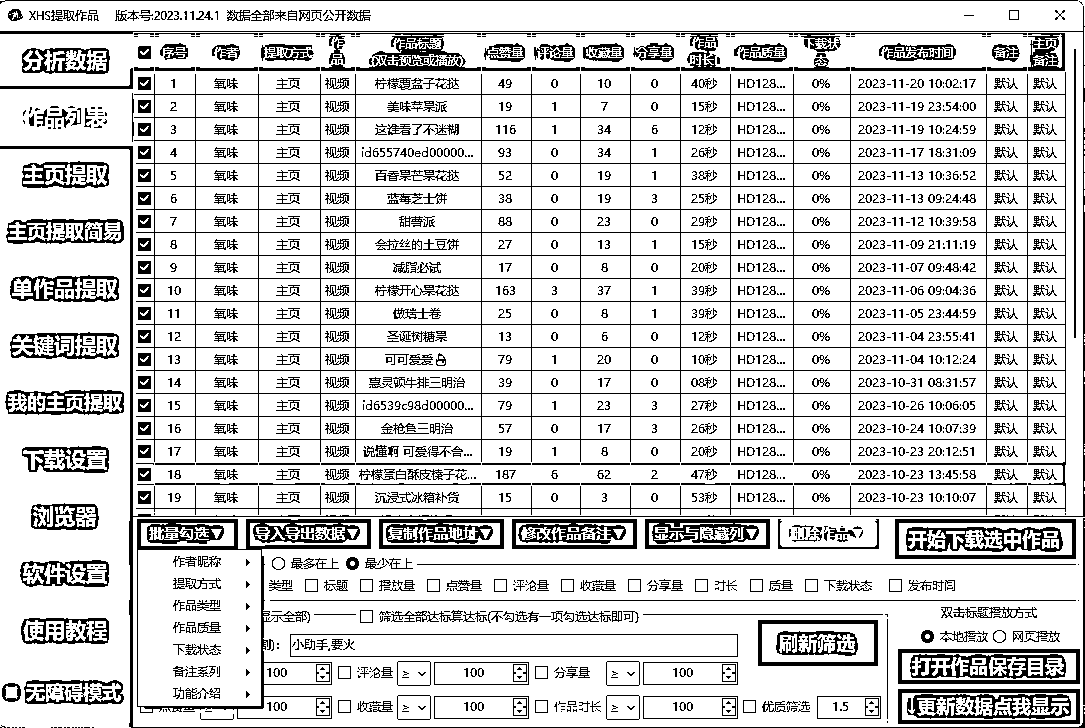 XHS提取作品 版本号:2023.11.24.1 数据全部来自网页公开数据
分析数据
作品列表
主页提取
主页提取简易
单作品提取
关键词提取
我的主页提取
下载设置
浏览器
软件设置
使用教程
无障碍模式
序号 作者 提取方式 作品 作品标题(双击预览或播放) 点赞量 评论量 收藏量 分享量 作品时长 作品质量 下载状态 作品发布时间 备注 主页备注
1 氧味 主页 视频 柠檬覆盆子花挞 49 0 10 0 40秒 HD128... 0% 2023-11-20 10:02:17 默认 默认
2 氧味 主页 视频 美味苹果派 19 1 7 0 15秒 HD128... 0% 2023-11-19 23:54:00 默认 默认
3 氧味 主页 视频 这谁看了不迷糊 116 1 34 6 12秒 HD128... 0% 2023-11-19 10:24:59 默认 默认
4 氧味 主页 视频 id655740ed00000... 93 0 34 1 26秒 HD128... 0% 2023-11-17 18:31:09 默认 默认
5 氧味 主页 视频 百香果芒果花挞 52 0 19 1 38秒 HD128... 0% 2023-11-13 10:36:52 默认 默认
6 氧味 主页 视频 蓝莓芝士饼 38 0 19 3 25秒 HD128... 0% 2023-11-13 09:24:48 默认 默认
7 氧味 主页 视频 甜薯派 88 0 23 0 29秒 HD128... 0% 2023-11-12 10:39:58 默认 默认
8 氧味 主页 视频 会拉丝的土豆饼 27 0 13 1 15秒 HD128... 0% 2023-11-09 21:11:19 默认 默认
9 氧味 主页 视频 减脂必试 17 0 8 0 20秒 HD128... 0% 2023-11-07 09:48:42 默认 默认
10 氧味 主页 视频 柠檬开心果花挞 163 3 37 1 39秒 HD128... 0% 2023-11-06 09:04:36 默认 默认
11 氧味 主页 视频 做瑞士卷 25 0 8 1 39秒 HD128... 0% 2023-11-05 23:44:59 默认 默认
12 氧味 主页 视频 圣诞树糖果 13 0 6 0 12秒 HD128... 0% 2023-11-04 23:55:41 默认 默认
13 氧味 主页 视频 可可爱爱 79 1 20 0 10秒 HD128... 0% 2023-11-04 10:12:24 默认 默认
14 氧味 主页 视频 惠灵顿牛排三明治 39 0 17 0 08秒 HD128... 0% 2023-10-31 08:31:57 默认 默认
15 氧味 主页 视频 id6539c98d00000... 79 1 23 3 27秒 HD128... 0% 2023-10-26 10:06:05 默认 默认
16 氧味 主页 视频 金枪鱼三明治 57 0 17 3 26秒 HD128... 0% 2023-10-24 10:07:39 默认 默认
17 氧味 主页 视频 说懂啊 可爱得不合... 19 1 8 0 20秒 HD128... 0% 2023-10-23 20:12:51 默认 默认
18 氧味 主页 视频 柠檬蛋白酥皮榛子花... 187 6 62 2 47秒 HD128... 0% 2023-10-23 13:45:58 默认 默认
19 氧味 主页 视频 沉浸式冰箱补货 15 0 3 0 53秒 HD128... 0% 2023-10-23 10:10:07 默认 默认
批量勾选▽ 导入导出数据▽ 复制作品地址▽ 修改作品备注▽ 显示与隐藏列▽ 删除作品▽ 开始下载选中作品
作者昵称
提取方式
作品类型
作品质量
下载状态
备注系列
功能介绍
最多在上 最少在上
类型 标题 播放量 点赞量 评论量 收藏量 分享量 时长 质量 下载状态 发布时间
显示全部) 筛选全部达标算达标(不勾选有一项勾选达标即可)
小助手,要火
刷新筛选
100 评论量 ≥ 100 分享量 ≥ 100
100 收藏量 ≥ 100 作品时长 ≥ 100 优质筛选 1.5
双击标题播放方式
本地播放 网页播放
打开作品保存目录
↓更新数据点我显示